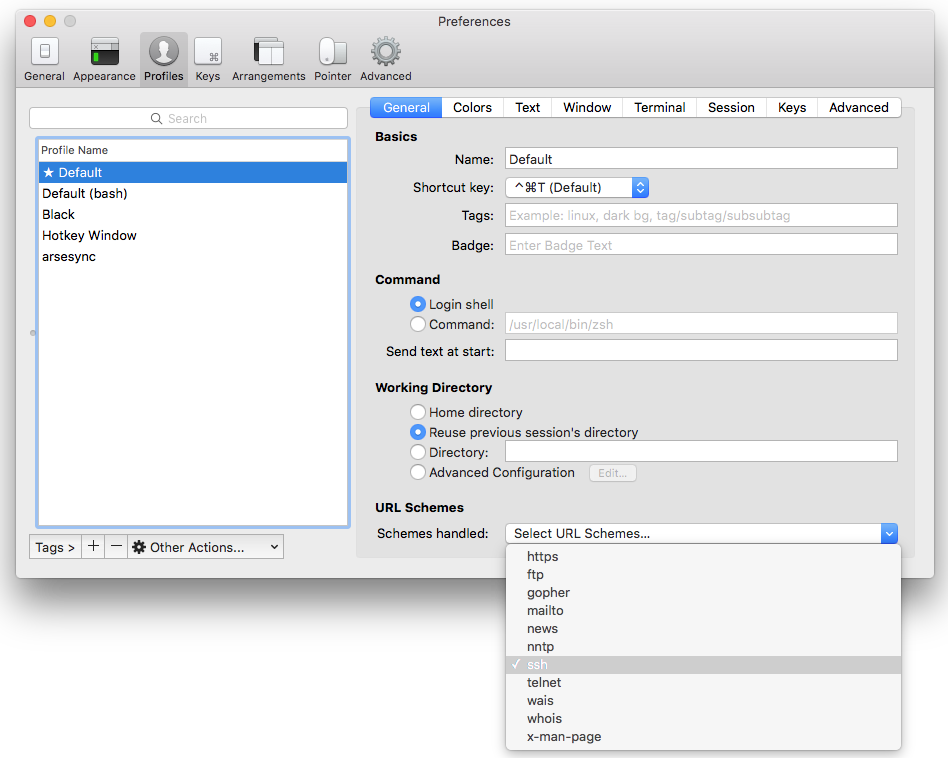 Preferences
General Appearance Profiles Keys Arrangements Pointer Advanced
Search
Profile Name
★ Default
Default (bash)
Black
Hotkey Window
arsesync
Tags > + − Other Actions...
General Colors Text Window Terminal Session Keys Advanced
Basics
Name: Default
Shortcut key: ^⌘T (Default)
Tags: Example: linux, dark bg, tag/subtag/subsubtag
Badge: Enter Badge Text
Command
Login shell
Command: /usr/local/bin/zsh
Send text at start:
Working Directory
Home directory
Reuse previous session's directory
Directory:
Advanced Configuration Edit...
URL Schemes
Schemes handled: Select URL Schemes...
https
ftp
gopher
mailto
news
nntp
✓ ssh
telnet
wais
whois
x-man-page